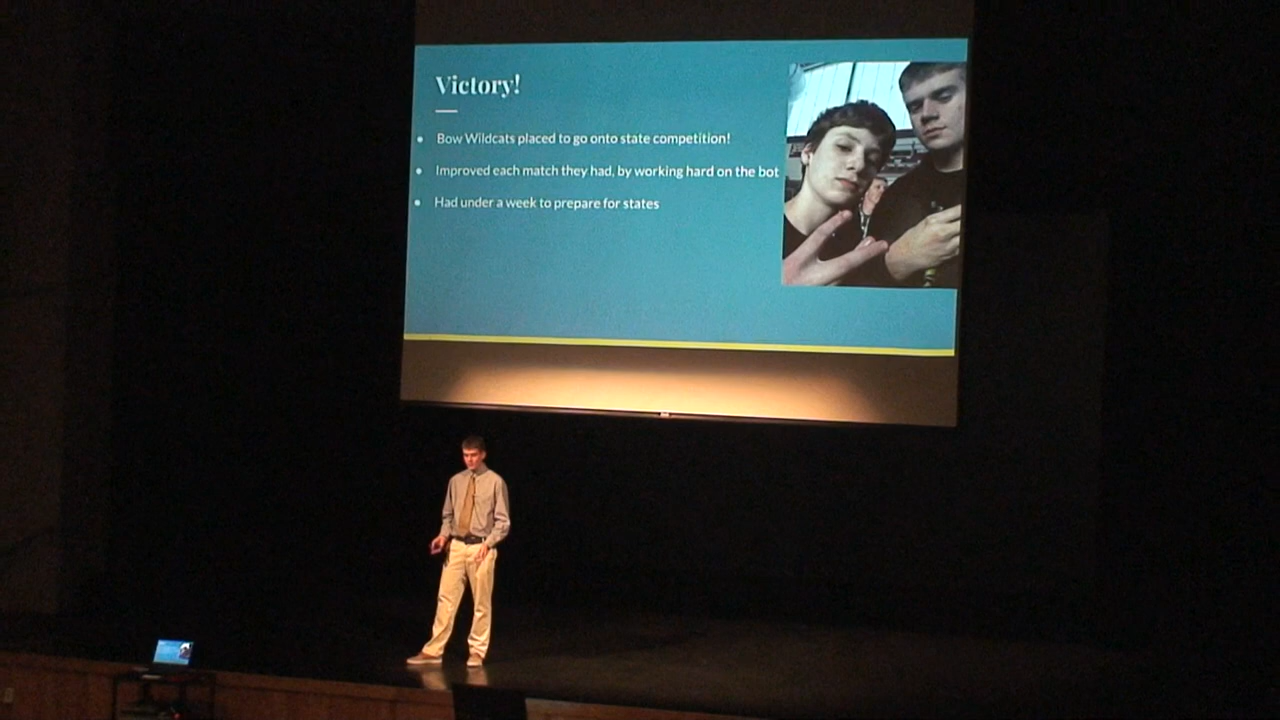 Victory!
Bow Wildcats placed to go onto state competition!
Improved each match they had, by working hard on the bot
Had under a week to prepare for states